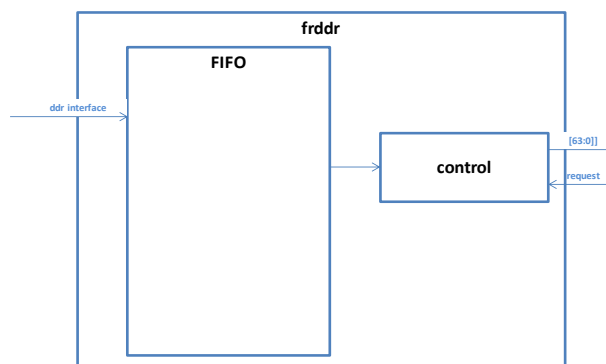 frddr
FIFO
ddr interface
[63:0]]
control
request